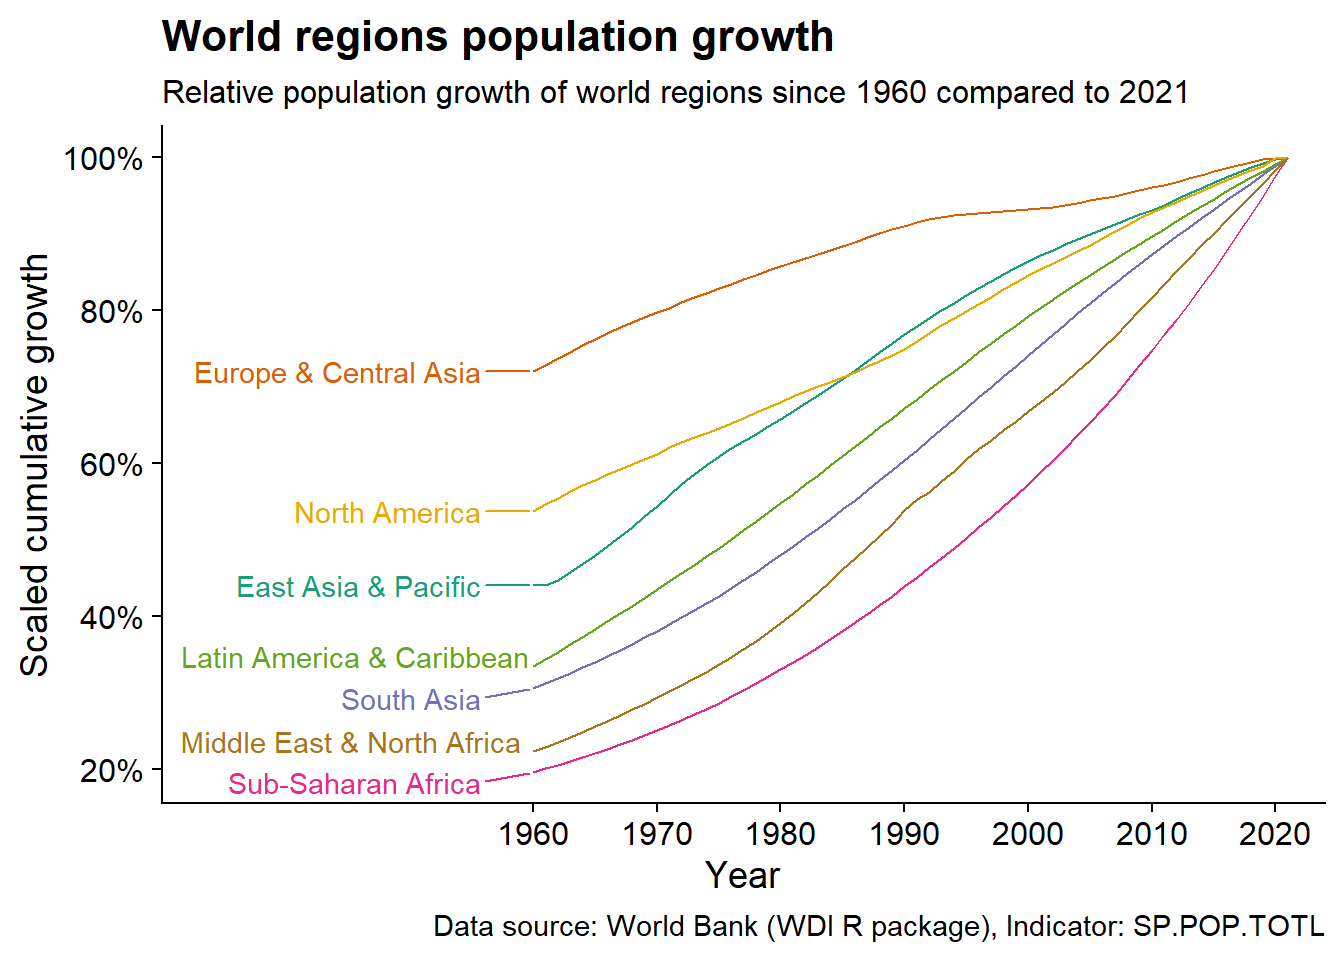 World regions population growth
Relative population growth of world regions since 1960 compared to 2021
Scaled cumulative growth
100%
80%
60%
40%
20%
Europe & Central Asia
North America
East Asia & Pacific
Latin America & Caribbean
South Asia
Middle East & North Africa
Sub-Saharan Africa
1960 1970 1980 1990 2000 2010 2020
Year
Data source: World Bank (WDI R package), Indicator: SP.POP.TOTL